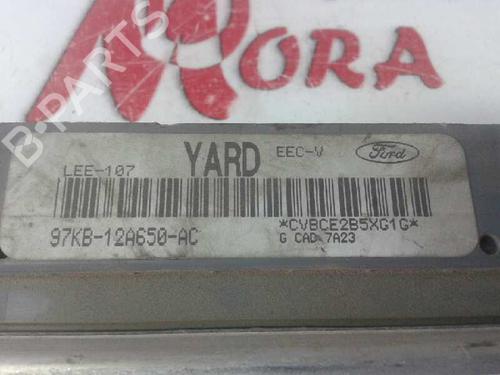 MORA
B-PARTS
LEE-107 YARD EEC-V Ford
97KB-12A650-AC *CVBCE2B5XG1G*
G CAD 7A23